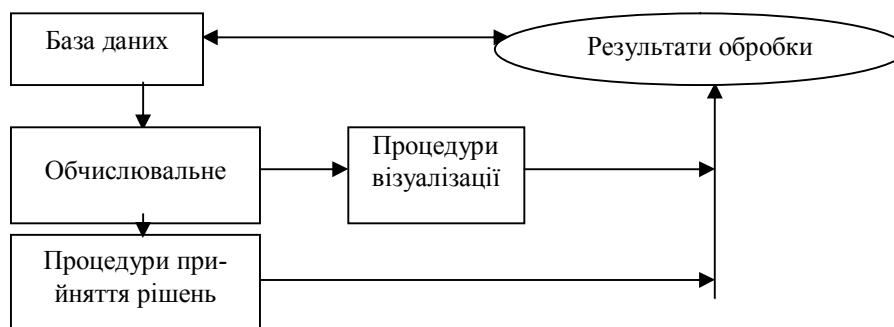 База даних
Результати обробки
Обчислювальне
Процедури
візуалізації
Процедури при-
йняття рішень